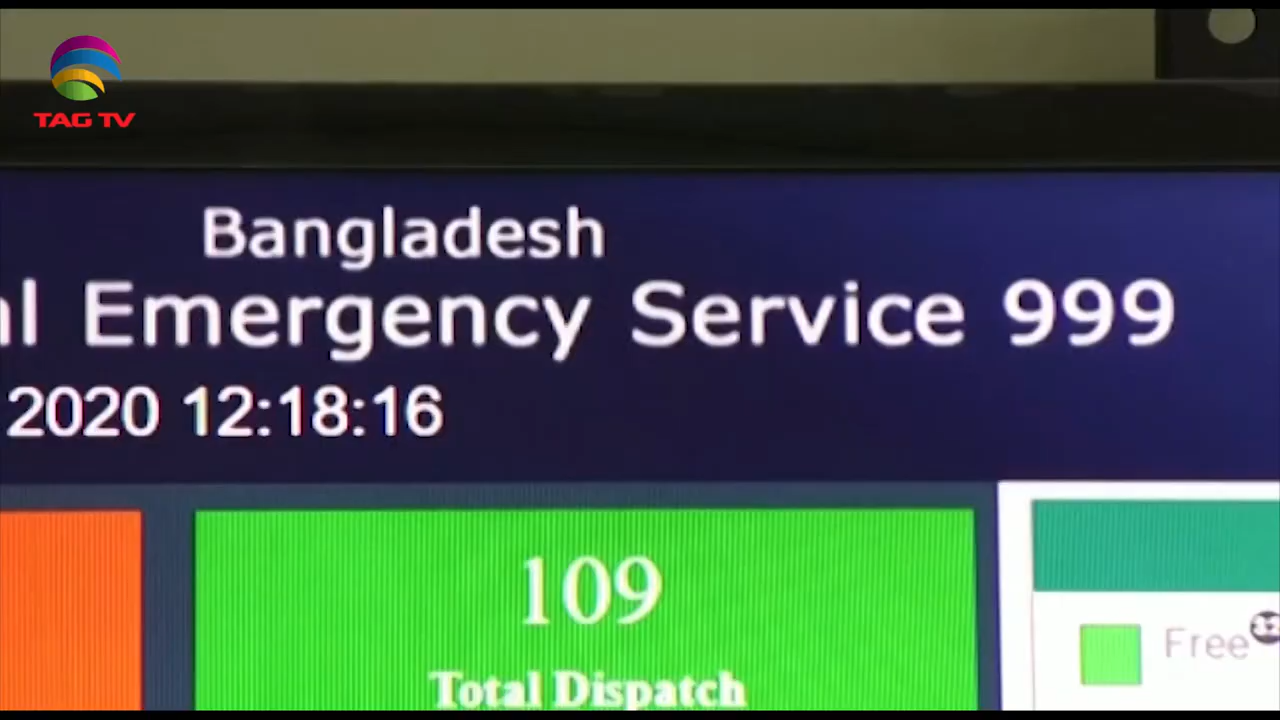 TAG TV
Bangladesh
al Emergency Service 999
2020 12:18:16
109
Total Dispatch
Free